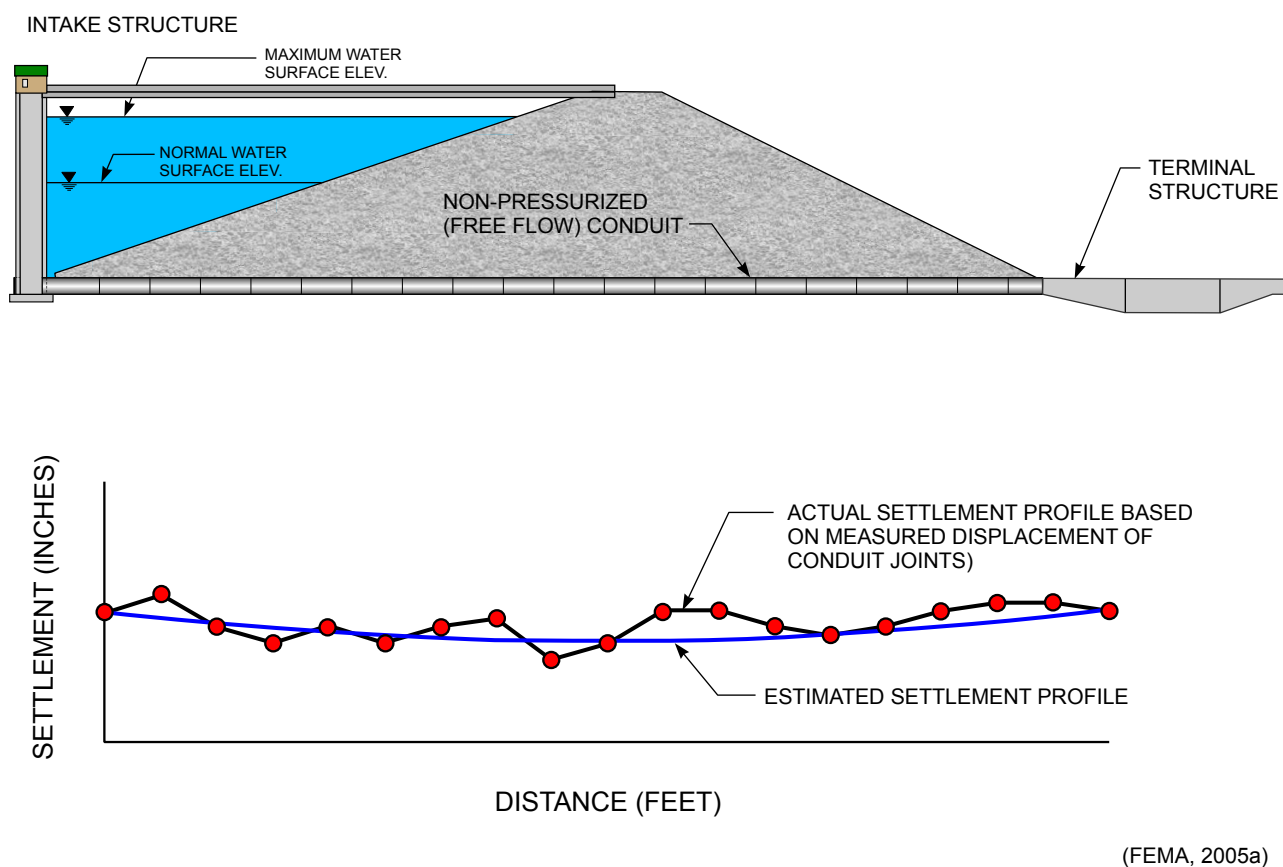 INTAKE STRUCTURE
MAXIMUM WATER
SURFACE ELEV.
NORMAL WATER
SURFACE ELEV.
NON-PRESSURIZED
(FREE FLOW) CONDUIT
TERMINAL
STRUCTURE
SETTLEMENT (INCHES)
ACTUAL SETTLEMENT PROFILE BASED
ON MEASURED DISPLACEMENT OF
CONDUIT JOINTS)
ESTIMATED SETTLEMENT PROFILE
DISTANCE (FEET)
(FEMA, 2005a)